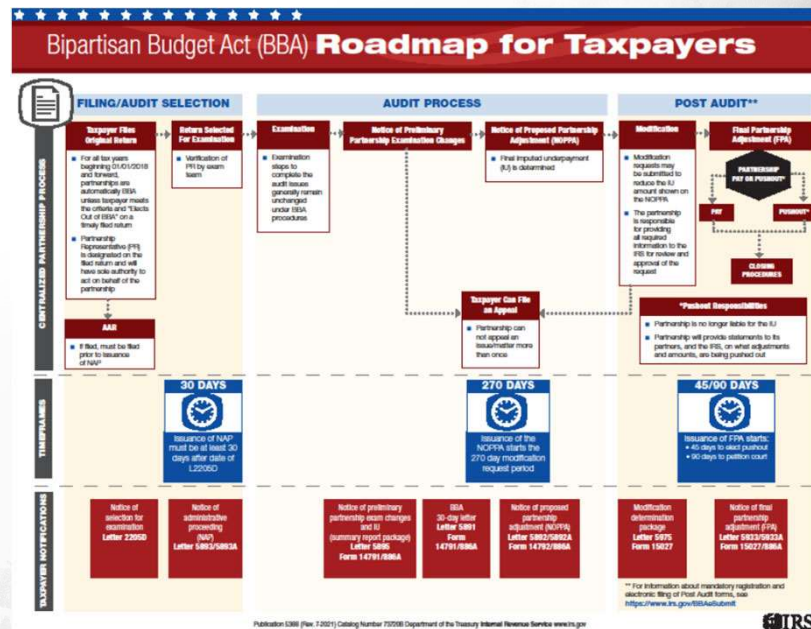 Bipartisan Budget Act (BBA) Roadmap for Taxpayers
FILING/AUDIT SELECTION
AUDIT PROCESS
POST AUDIT**
CENTRALIZED PARTNERSHIP PROCESS
Taxpayer Files
Original Return
For all tax years
beginning 01/01/2018
and forward,
partnerships are
automatically BBA
unless taxpayer meets
the criteria and "Elects
Out of BBA" on a
timely filed return
Partnership
Representative (PR)
is designated on the
filed return and will
have sole authority to
act on behalf of the
partnership
AAR
If filed, must be filed
prior to issuance
of NAP
Return Selected
For Examination
Verification of
PR by exam
team
Examination
Examination
steps to
complete the
audit issues
generally remain
unchanged
under BBA
procedures
Notice of Preliminary
Partnership Examination Changes
Notice of Proposed Partnership
Adjustment (NOPPA)
Final imputed underpayment
(IU) is determined
Taxpayer Can File
an Appeal
Partnership can
not appeal an
issue/matter more
than once
Modification
Modification
requests may
be submitted to
reduce the IU
amount shown on
the NOPPA
The partnership
is responsible
for providing
all required
information to the
IRS for review and
approval of the
request
Final Partnership
Adjustment (FPA)
PARTNERSHIP
PAY OR PUSHOUT*
PAY
PUSHOUT*
CLOSING
PROCEDURES
*Pushout Responsibilities
Partnership is no longer liable for the IU
Partnership will provide statements to its
partners, and the IRS, on what adjustments
and amounts, are being pushed out
TIMEFRAMES
30 DAYS
Issuance of NAP
must be at least 30
days after date of
L2205D
270 DAYS
Issuance of the
NOPPA starts the
270 day modification
request period
45/90 DAYS
Issuance of FPA starts:
• 45 days to elect pushout
• 90 days to petition court
TAXPAYER NOTIFICATIONS
Notice of
selection for
examination
Letter 2205D
Notice of
administrative
proceeding
(NAP)
Letter 5893/5893A
Notice of preliminary
partnership exam changes
and IU
(summary report package)
Letter 5895
Form 14791/886A
BBA
30-day letter
Letter 5891
Form
14791/886A
Notice of proposed
partnership
adjustment (NOPPA)
Letter 5892/5892A
Form 14792/886A
Modification
determination
package
Letter 5975
Form 15027
Notice of final
partnership
adjustment (FPA)
Letter 5933/5933A
Form 15027/886A
** For information about mandatory registration and
electronic filing of Post Audit forms, see
https://www.irs.gov/BBAeSubmit
Publication 5388 (Rev. 7-2021) Catalog Number 73720B Department of the Treasury Internal Revenue Service www.irs.gov
IRS